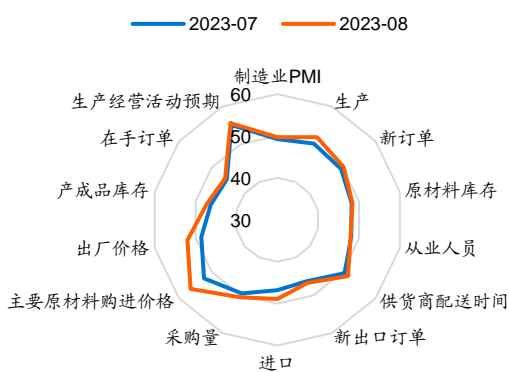 2023-07 2023-08
制造业PMI
生产
新订单
原材料库存
从业人员
供货商配送时间
新出口订单
进口
采购量
主要原材料购进价格
出厂价格
产成品库存
在手订单
生产经营活动预期
60
50
40
30